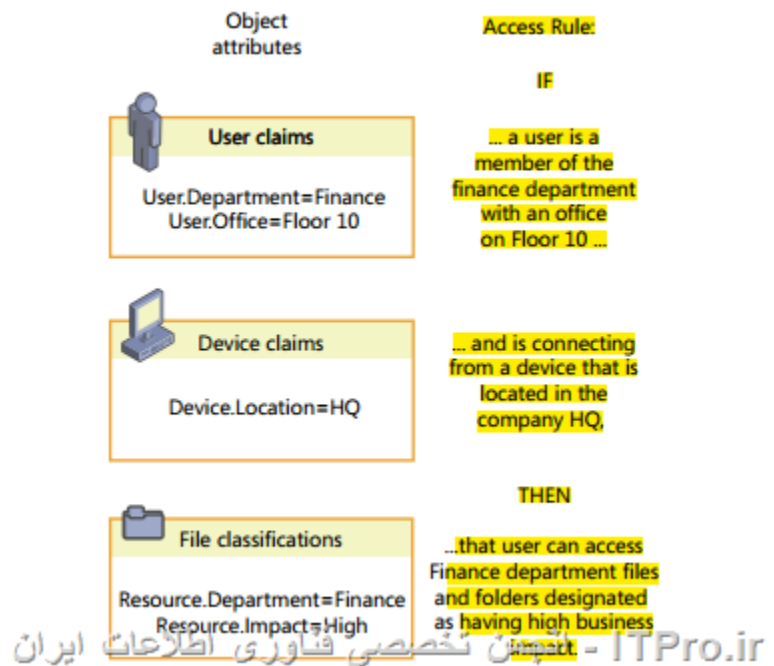 Object
attributes
Access Rule:
IF
User claims
User.Department=Finance
User.Office=Floor 10
... a user is a
member of the
finance department
with an office
on Floor 10 ...
Device claims
Device.Location=HQ
... and is connecting
from a device that is
located in the
company HQ,
THEN
File classifications
Resource.Department=Finance
Resource.Impact=High
...that user can access
Finance department files
and folders designated
as having high business
impact.
ITPro.ir - انجمن تخصصی فناوری اطلاعات ایران